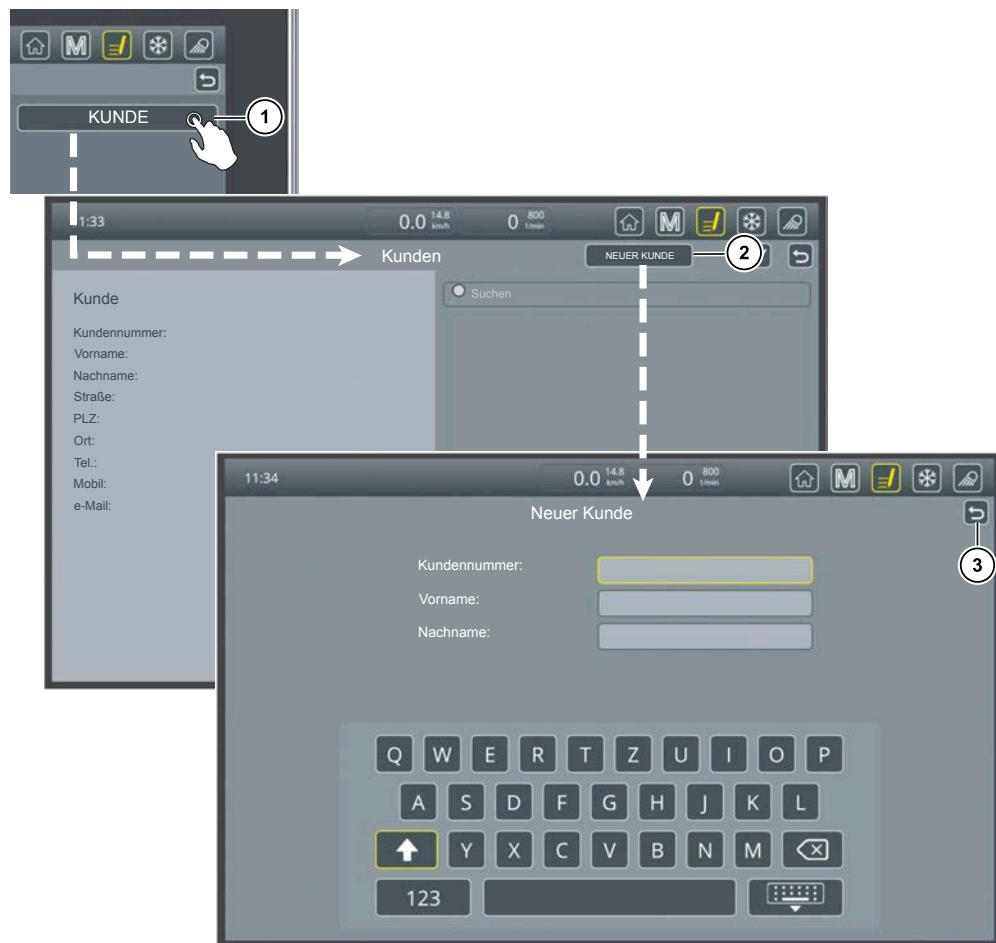 M
KUNDE
1
11:33
0.0 14.8 km/h
0 800 1/min
M
Kunden
NEUER KUNDE
2
Kunde
Suchen
Kundennummer:
Vorname:
Nachname:
Straße:
PLZ:
Ort:
Tel.:
Mobil:
e-Mail:
11:34
0.0 14.8 km/h
0 800 1/min
M
Neuer Kunde
3
Kundennummer:
Vorname:
Nachname:
Q W E R T Z U I O P
A S D F G H J K L
Y X C V B N M
123